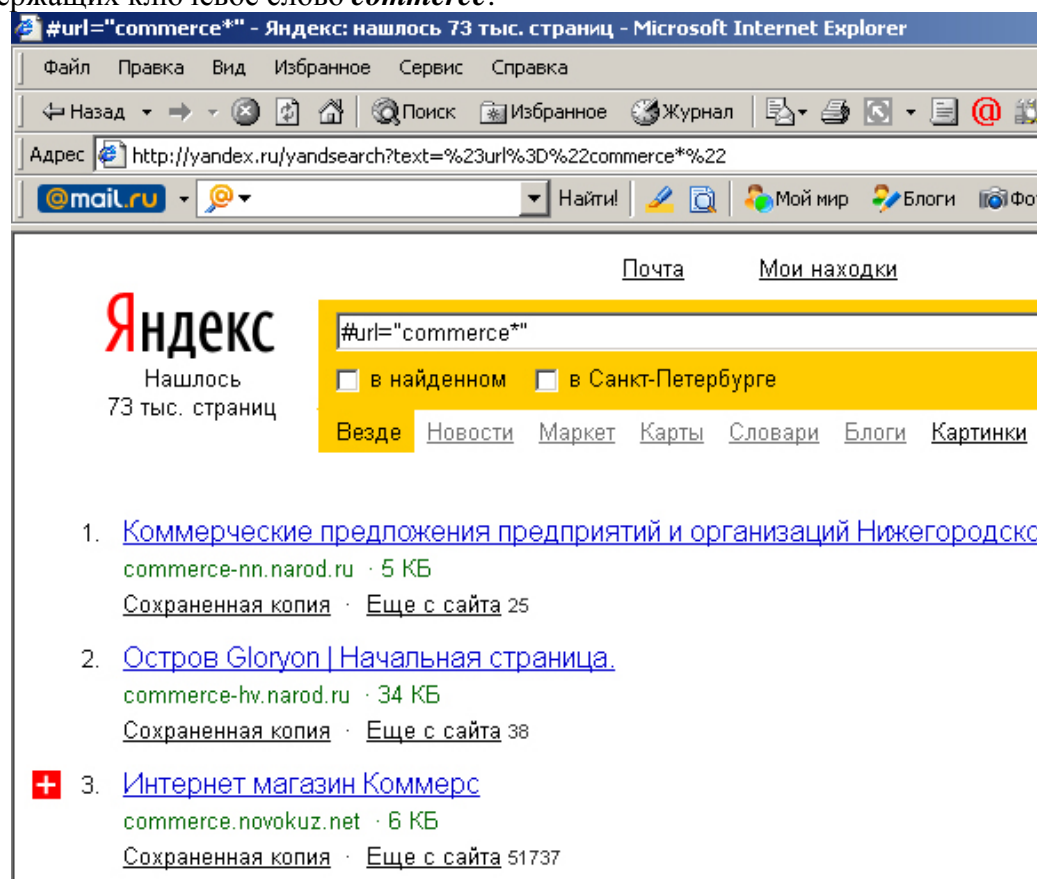 ключевое слово commerce.
#url="commerce*" - Яндекс: нашлось 73 тыс. страниц - Microsoft Internet Explorer
Файл Правка Вид Избранное Сервис Справка
Назад Поиск Избранное Журнал
Адрес http://yandex.ru/yandsearch?text=%23url%3D%22commerce*%22
@mail.ru Найти! Мой мир Блоги
Почта Мои находки
Яндекс #url="commerce*"
Нашлось в найденном в Санкт-Петербурге
73 тыс. страниц
Везде Новости Маркет Карты Словари Блоги Картинки
1. Коммерческие предложения предприятий и организаций
commerce-nn.narod.ru · 5 КБ
Сохраненная копия · Еще с сайта 25
2. Остров Gloryon | Начальная страница.
commerce-hv.narod.ru · 34 КБ
Сохраненная копия · Еще с сайта 38
3. Интернет магазин Коммерс
commerce.novokuz.net · 6 КБ
Сохраненная копия · Еще с сайта 51737